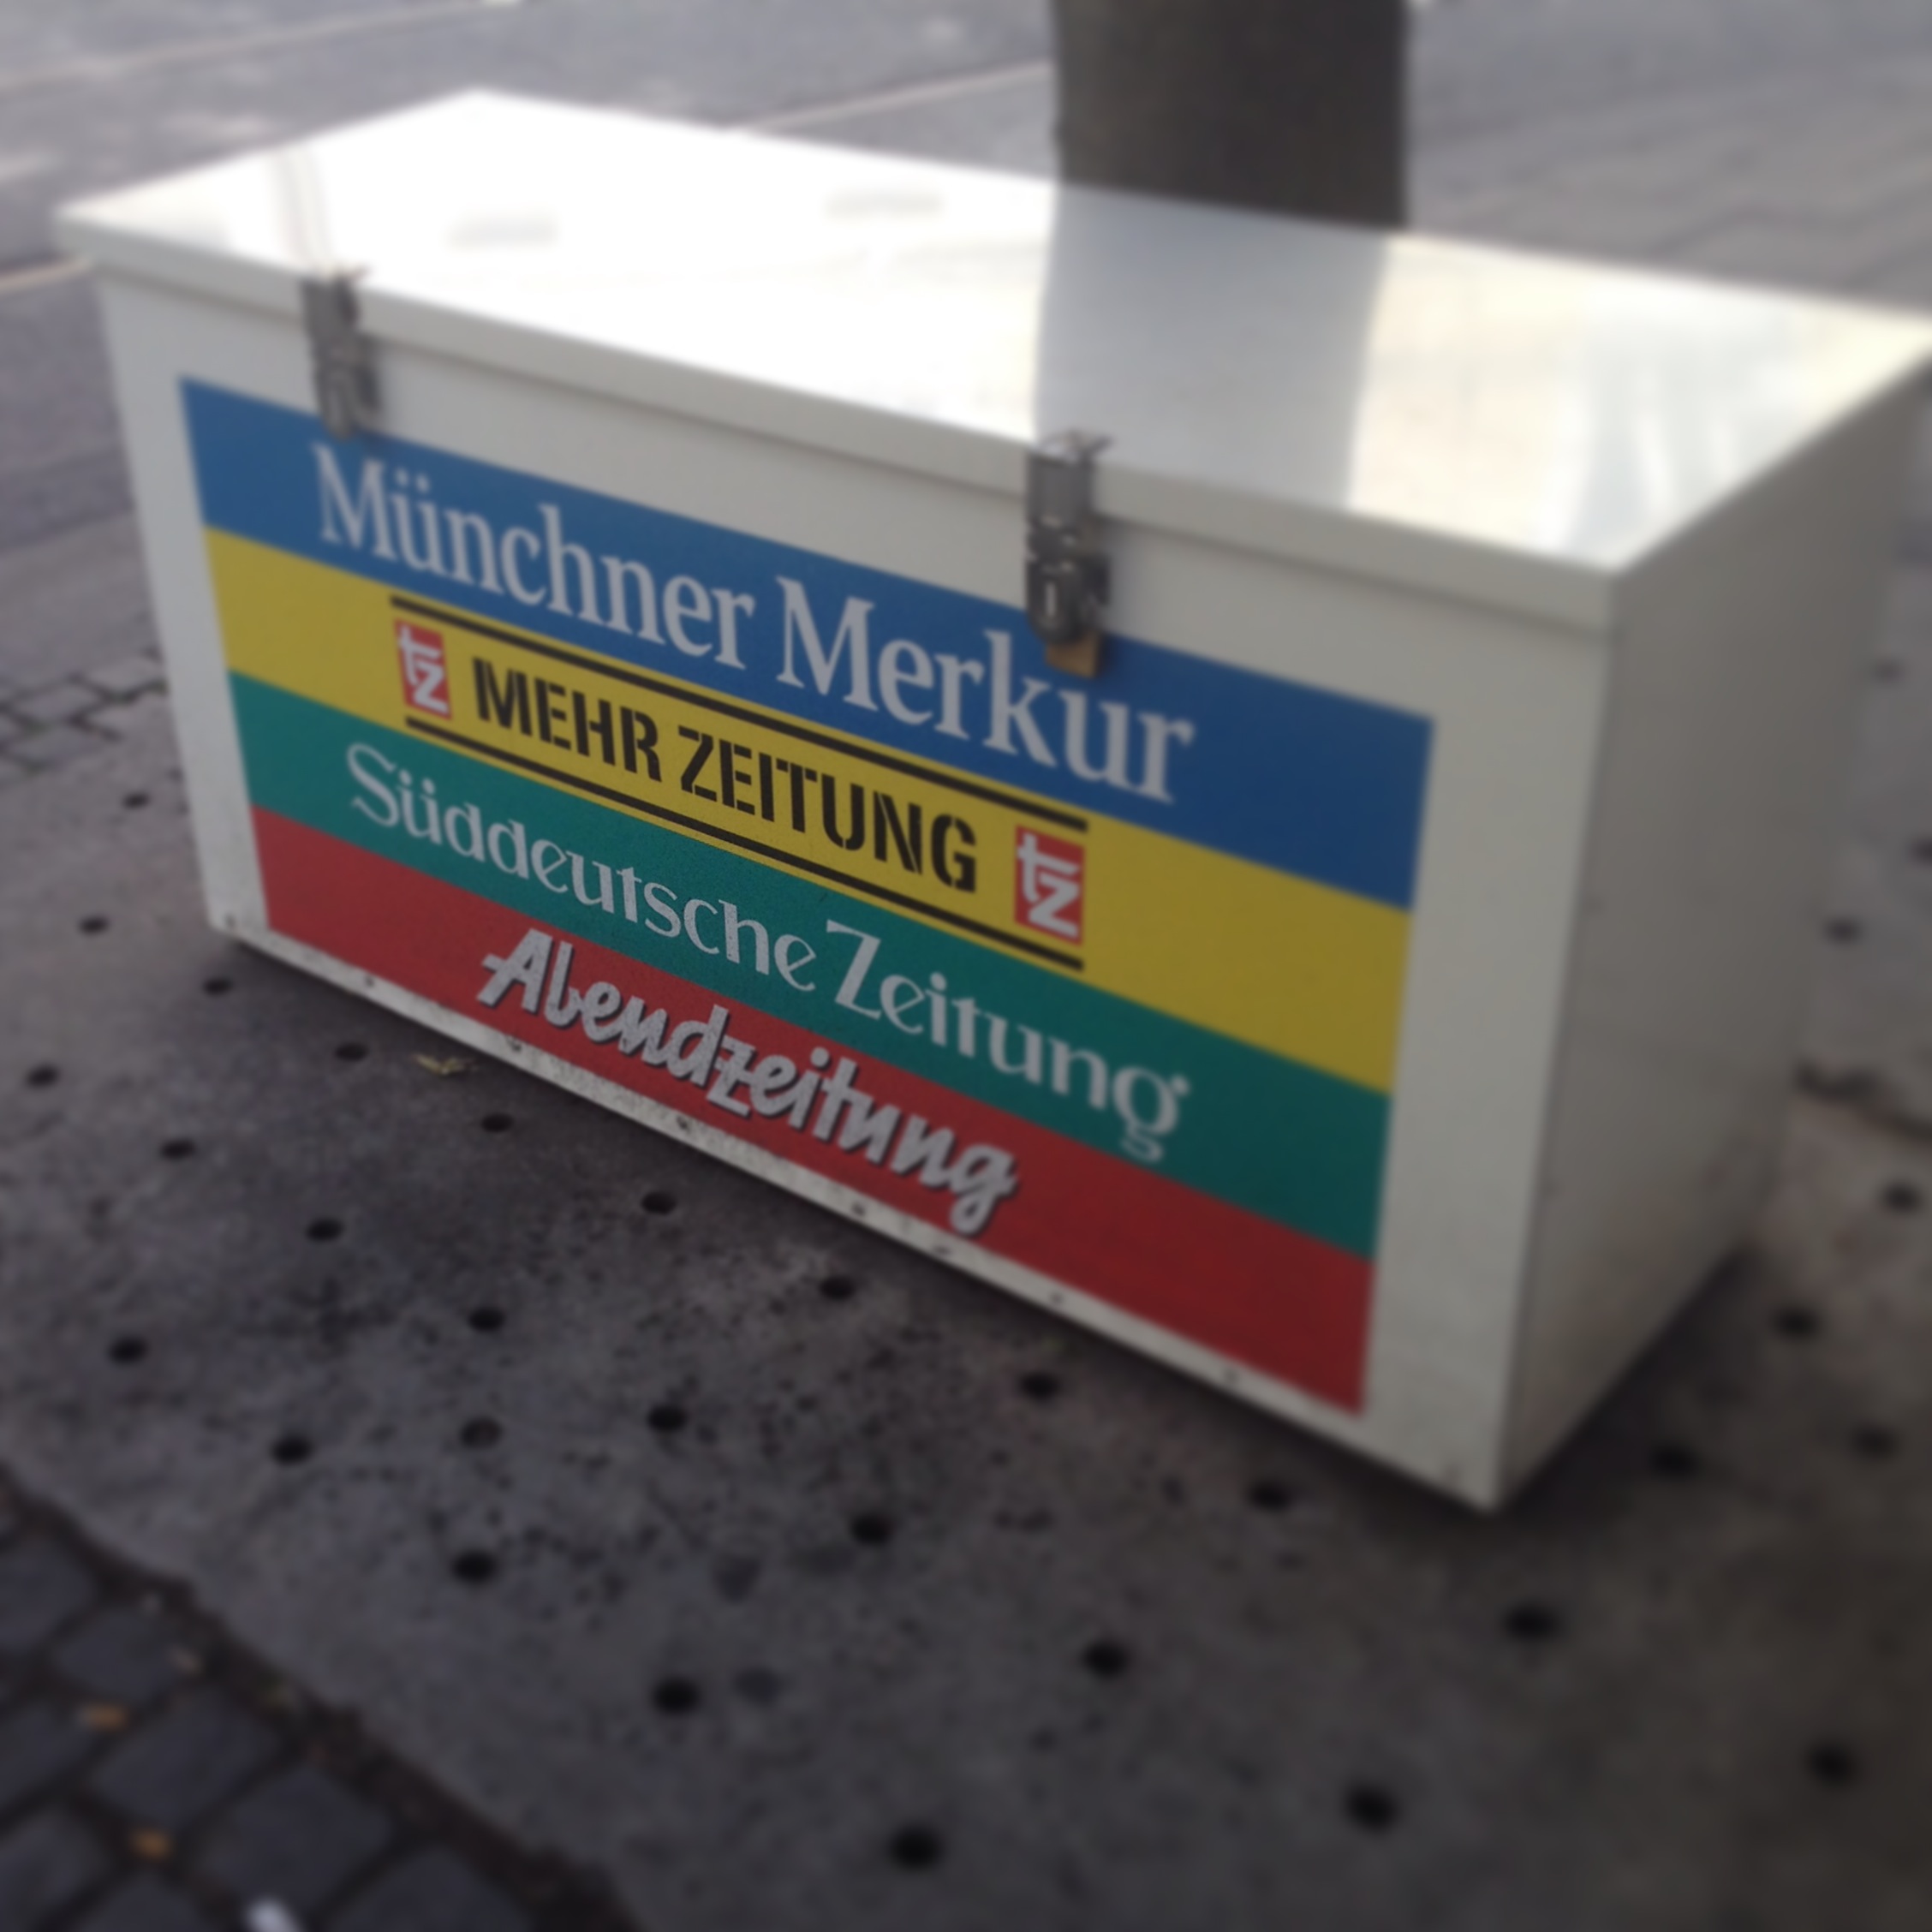 Münchner Merkur
tz MEHR ZEITUNG tz
Süddeutsche Zeitung
Abendzeitung